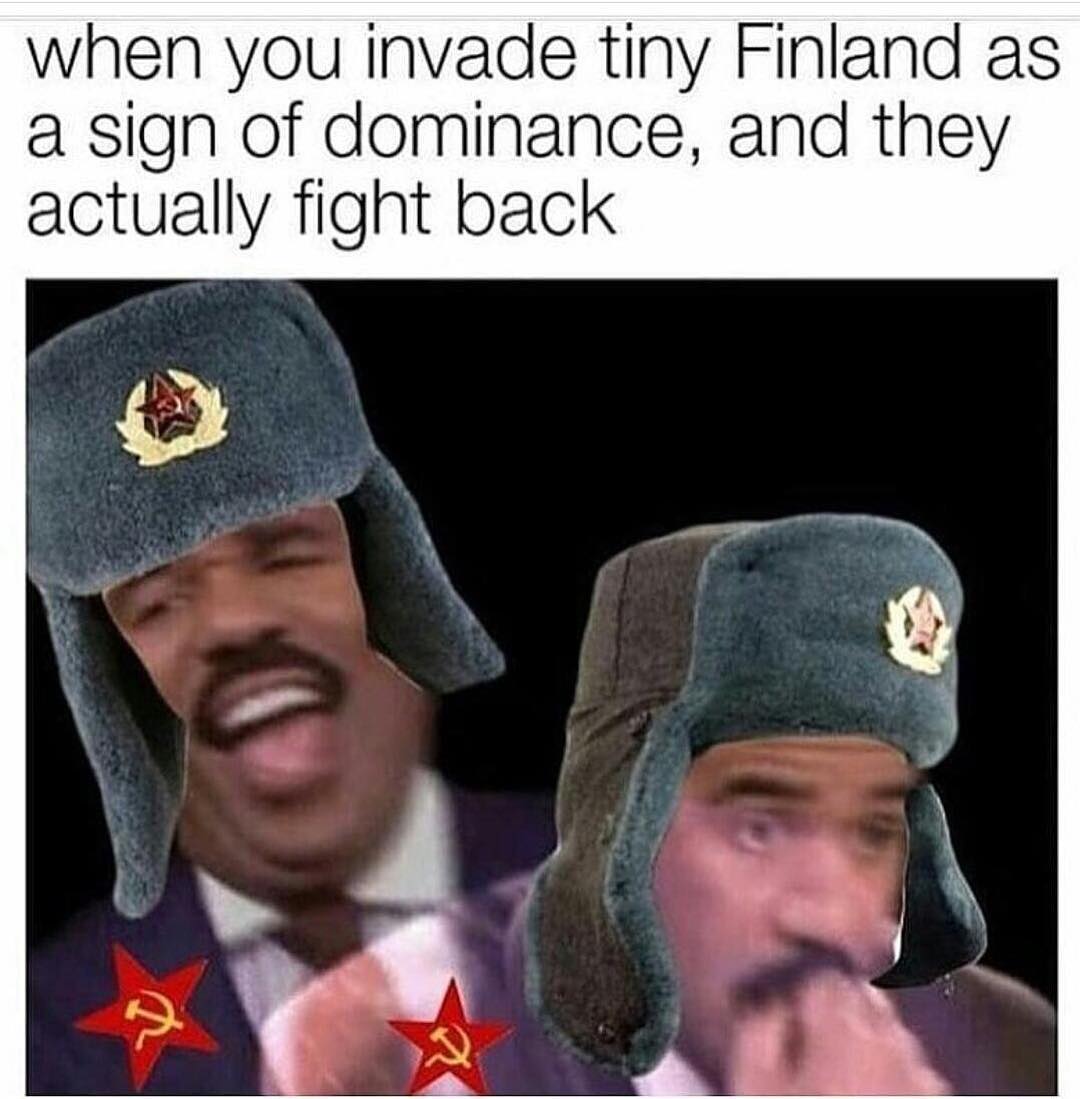 when you invade tiny Finland as
a sign of dominance, and they
actually fight back